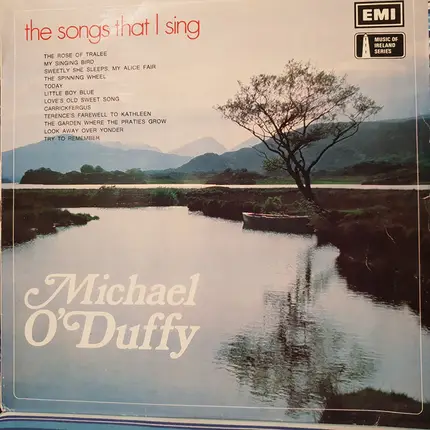 the songs that I sing
EMI
MUSIC OF
IRELAND
SERIES
THE ROSE OF TRALEE
MY SINGING BIRD
SWEETLY SHE SLEEPS, MY ALICE FAIR
THE SPINNING WHEEL
TODAY
LITTLE BOY BLUE
LOVE'S OLD SWEET SONG
CARRICKFERGUS
TERENCE'S FAREWELL TO KATHLEEN
THE GARDEN WHERE THE PRATIES GROW
LOOK AWAY OVER YONDER
TRY TO REMEMBER
Michael
O'Duffy